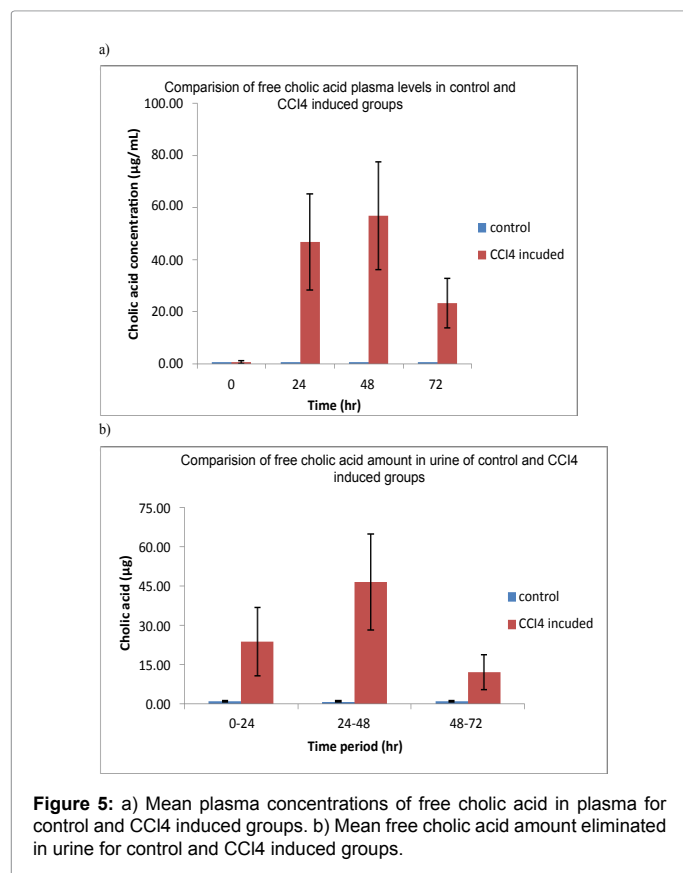 a)
Comparision of free cholic acid plasma levels in control and
CCl4 induced groups
100.00
80.00
60.00
40.00
20.00
0.00
Cholic acid concentration (µg/mL)
control
CCl4 incuded
0 24 48 72
Time (hr)
b)
Comparision of free cholic acid amount in urine of control and CCl4
induced groups
75.00
60.00
45.00
30.00
15.00
0.00
Cholic acid (µg)
control
CCl4 incuded
0-24 24-48 48-72
Time period (hr)
Figure 5: a) Mean plasma concentrations of free cholic acid in plasma for
control and CCl4 induced groups. b) Mean free cholic acid amount eliminated
in urine for control and CCl4 induced groups.